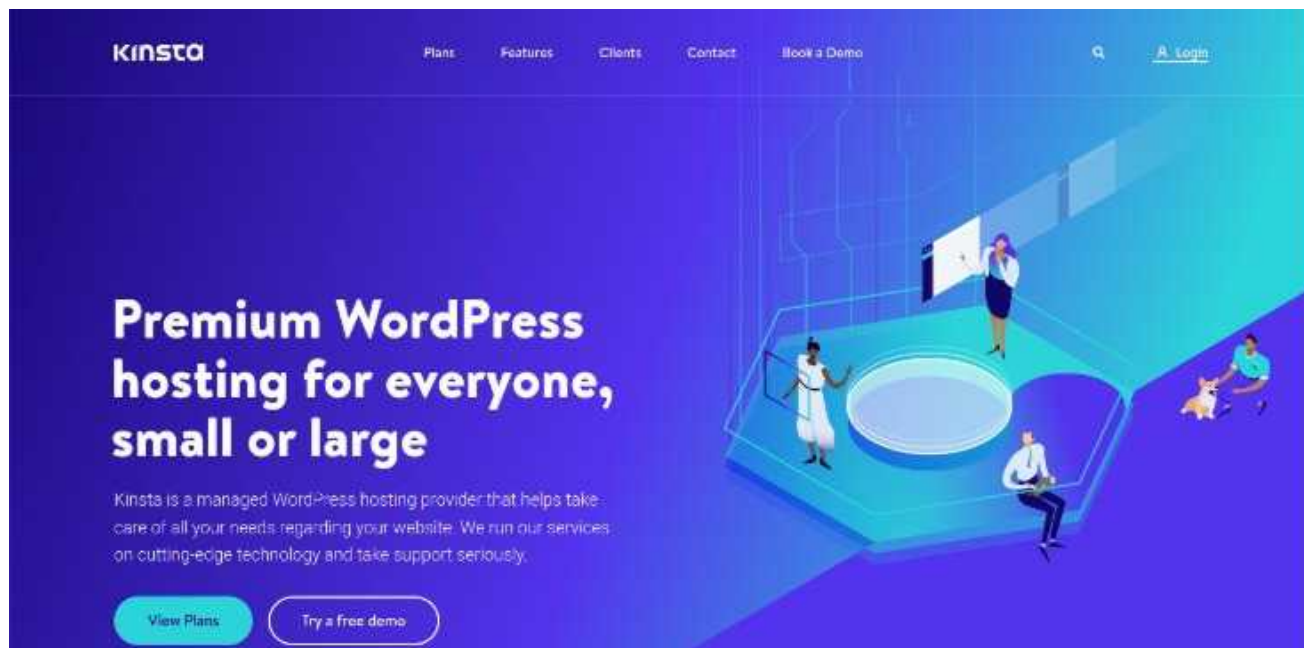 Kinsta
Plans Features Clients Contact Book a Demo Login
Premium WordPress
hosting for everyone,
small or large
Kinsta is a managed WordPress hosting provider that helps take
care of all your needs regarding your website. We run our services
on cutting-edge technology and take support seriously.
View Plans Try a free demo